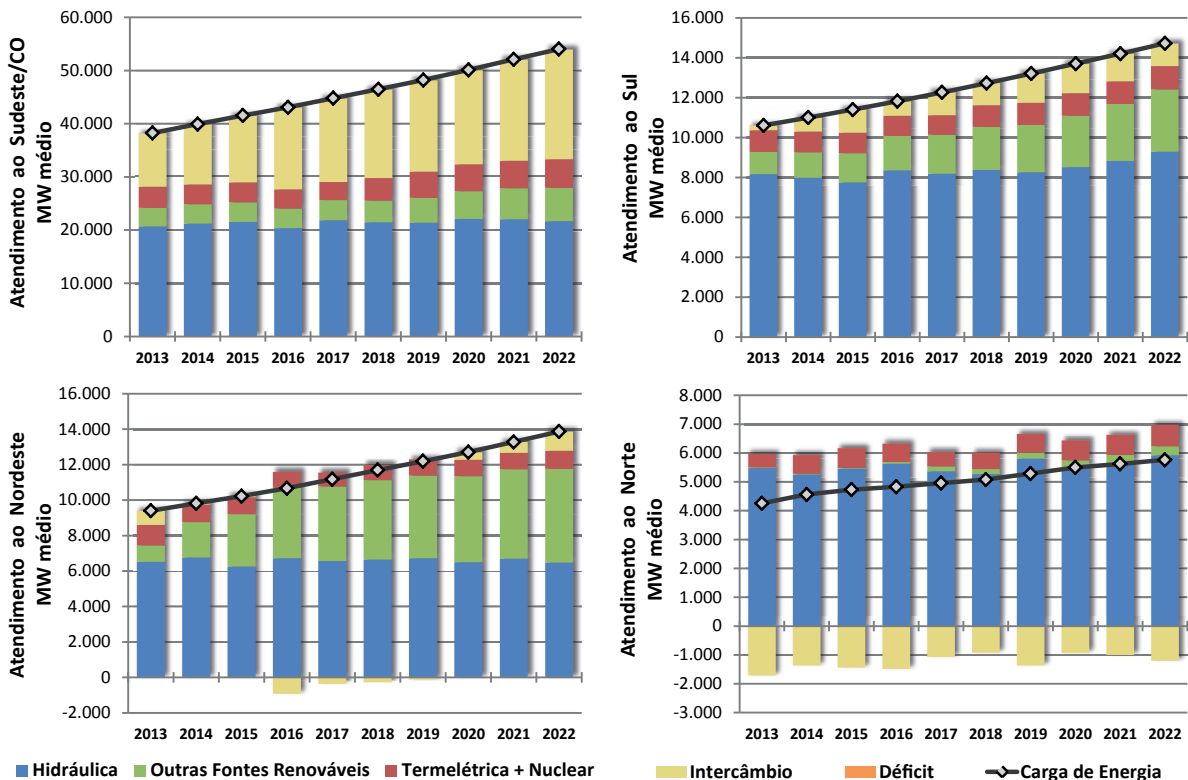 Atendimento ao Sudeste/CO
MW médio
60.000
50.000
40.000
30.000
20.000
10.000
0
2013 2014 2015 2016 2017 2018 2019 2020 2021 2022
Atendimento ao Sul
MW médio
16.000
14.000
12.000
10.000
8.000
6.000
4.000
2.000
0
2013 2014 2015 2016 2017 2018 2019 2020 2021 2022
Atendimento ao Nordeste
MW médio
16.000
14.000
12.000
10.000
8.000
6.000
4.000
2.000
0
-2.000
2013 2014 2015 2016 2017 2018 2019 2020 2021 2022
Atendimento ao Norte
MW médio
8.000
7.000
6.000
5.000
4.000
3.000
2.000
1.000
0
-1.000
-2.000
-3.000
2013 2014 2015 2016 2017 2018 2019 2020 2021 2022
Hidráulica Outras Fontes Renováveis Termelétrica + Nuclear Intercâmbio Déficit Carga de Energia